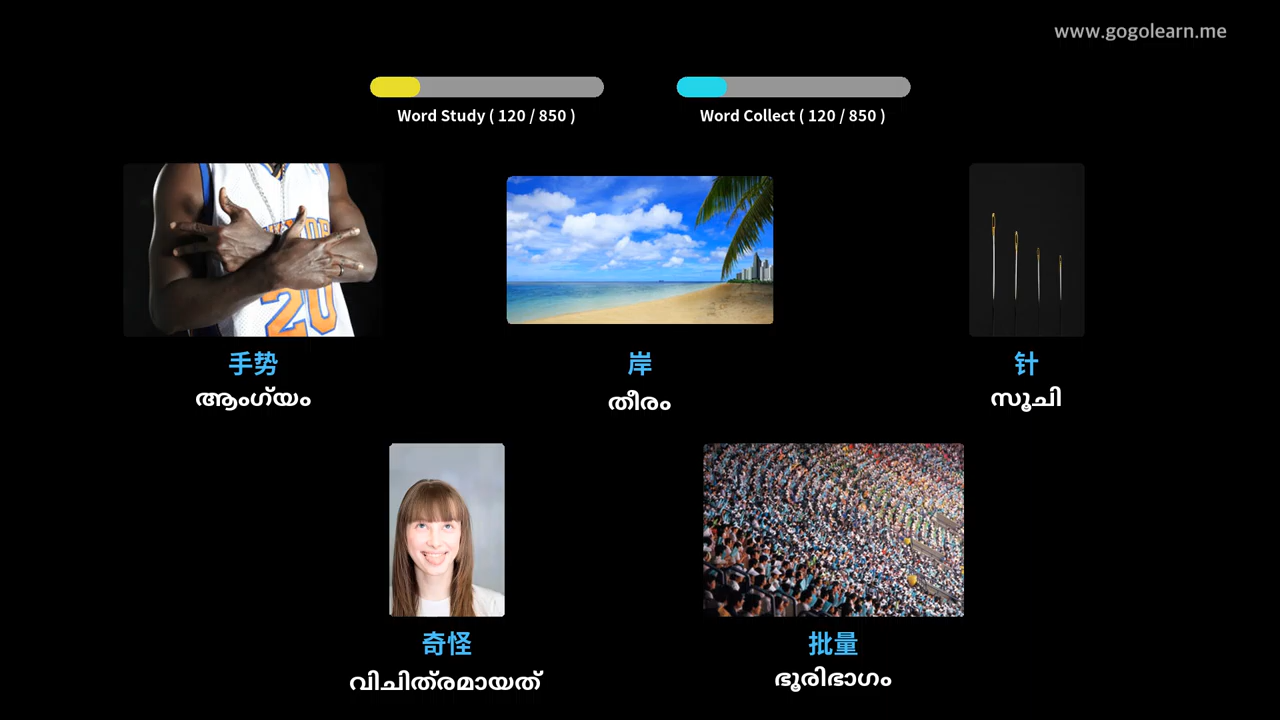 www.gogolearn.me
Word Study ( 120 / 850 )
Word Collect ( 120 / 850 )
20
手势
ആംഗ്യം
岸
തീരം
针
സൂചി
奇怪
വിചിത്രമായത്
批量
ഭൂരിഭാഗം